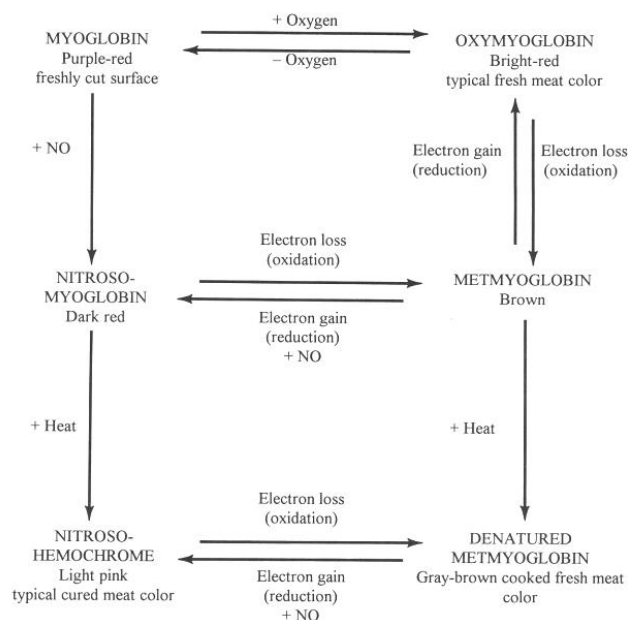 + Oxygen
MYOGLOBIN
Purple-red
freshly cut surface
– Oxygen
OXYMYOGLOBIN
Bright-red
typical fresh meat color
+ NO
Electron gain
(reduction)
Electron loss
(oxidation)
Electron loss
(oxidation)
NITROSO-
MYOGLOBIN
Dark red
METMYOGLOBIN
Brown
Electron gain
(reduction)
+ NO
+ Heat
+ Heat
Electron loss
(oxidation)
NITROSO-
HEMOCHROME
Light pink
typical cured meat color
DENATURED
METMYOGLOBIN
Gray-brown cooked fresh meat
color
Electron gain
(reduction)
+ NO